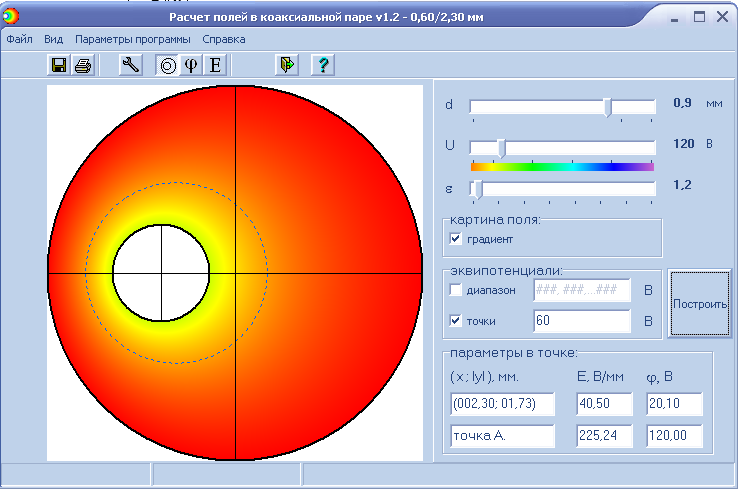 Расчет полей в коаксиальной паре v1.2 - 0,60/2,30 мм
Файл Вид Параметры программы Справка
φ E ?
d 0,9 мм
U 120 В
ε 1,2
картина поля:
градиент
эквипотенциали:
диапазон ###, ###,...### В
точки 60 В
Построить
параметры в точке:
(x ; |y| ), мм. E, В/мм φ, В
(002,30; 01,73) 40,50 20,10
точка А. 225,24 120,00